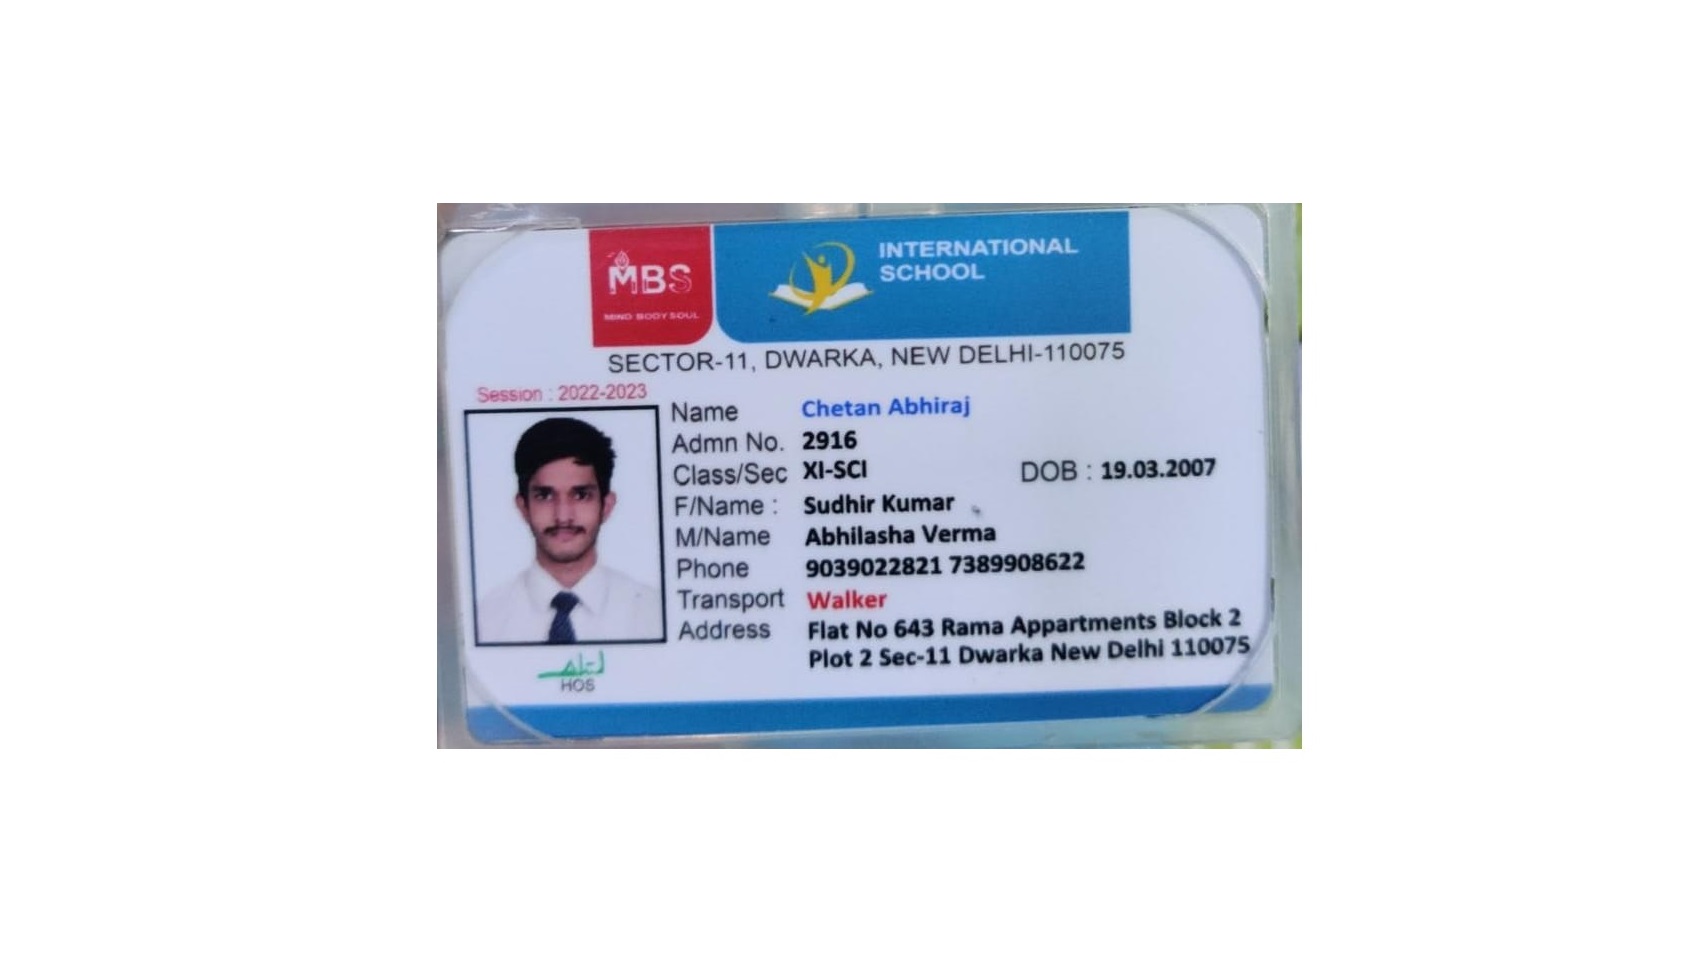 MBS
MIND BODY SOUL
INTERNATIONAL
SCHOOL
SECTOR-11, DWARKA, NEW DELHI-110075
Session : 2022-2023
Name Chetan Abhiraj
Admn No. 2916
Class/Sec XI-SCI DOB : 19.03.2007
F/Name : Sudhir Kumar
M/Name Abhilasha Verma
Phone 9039022821 7389908622
Transport Walker
Address Flat No 643 Rama Appartments Block 2
Plot 2 Sec-11 Dwarka New Delhi 110075
HOS